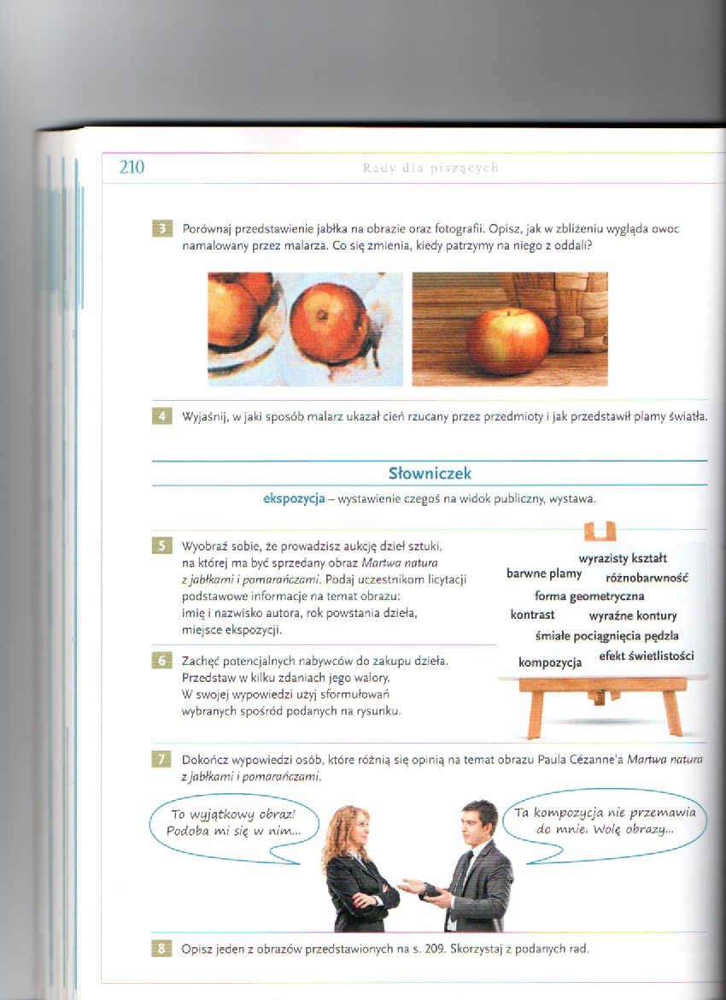 210
Rady dla piszących
3 Porównaj przedstawienie jabłka na obrazie oraz fotografii. Opisz, jak w zbliżeniu wygląda owoc
namalowany przez malarza. Co się zmienia, kiedy patrzymy na niego z oddali?
4 Wyjaśnij, w jaki sposób malarz ukazał cień rzucany przez przedmioty i jak przedstawił plamy światła.
Słowniczek
ekspozycja – wystawienie czegoś na widok publiczny, wystawa.
5 Wyobraź sobie, że prowadzisz aukcję dzieł sztuki,
na której ma być sprzedany obraz Martwa natura
z jabłkami i pomarańczami. Podaj uczestnikom licytacji
podstawowe informacje na temat obrazu:
imię i nazwisko autora, rok powstania dzieła,
miejsce ekspozycji.
6 Zachęć potencjalnych nabywców do zakupu dzieła.
Przedstaw w kilku zdaniach jego walory.
W swojej wypowiedzi użyj sformułowań
wybranych spośród podanych na rysunku.
wyrazisty kształt
barwne plamy
różnobarwność
forma geometryczna
kontrast
wyraźne kontury
śmiałe pociągnięcia pędzla
kompozycja
efekt świetlistości
7 Dokończ wypowiedzi osób, które różnią się opinią na temat obrazu Paula Cézanne'a Martwa natura
z jabłkami i pomarańczami.
To wyjątkowy obraz!
Podoba mi się w nim...
Ta kompozycja nie przemawia
do mnie. Wolę obrazy...
8 Opisz jeden z obrazów przedstawionych na s. 209. Skorzystaj z podanych rad.